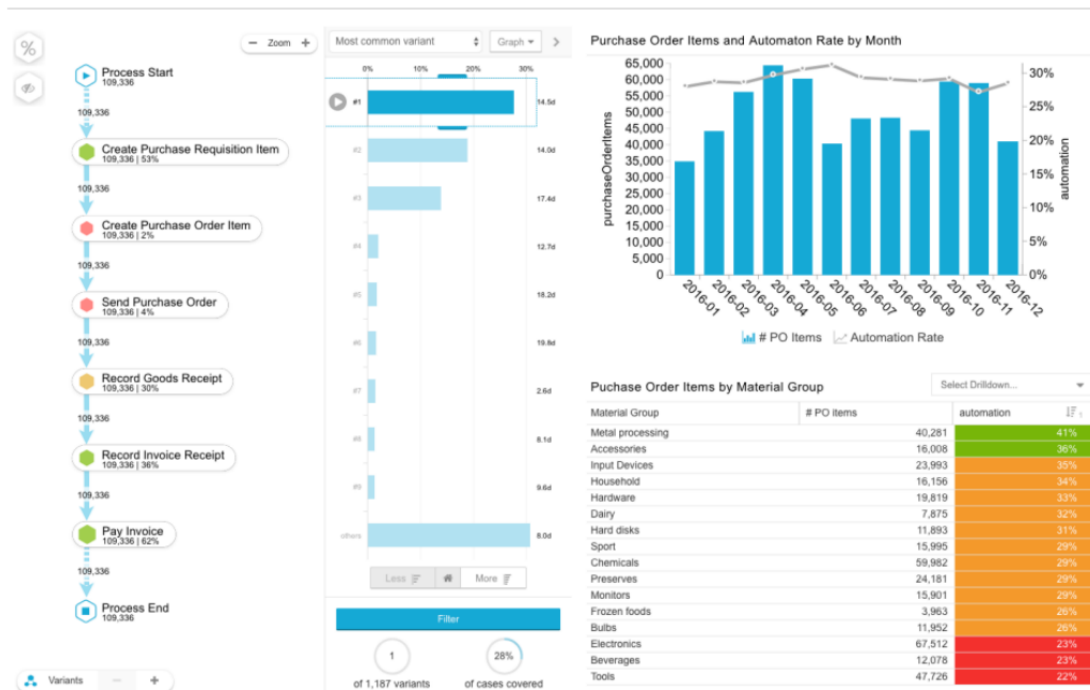 %
− Zoom +
Process Start
109,336
109,336
Create Purchase Requisition Item
109,336 | 53%
109,336
Create Purchase Order Item
109,336 | 2%
109,336
Send Purchase Order
109,336 | 4%
109,336
Record Goods Receipt
109,336 | 30%
109,336
Record Invoice Receipt
109,336 | 36%
109,336
Pay Invoice
109,336 | 62%
109,336
Process End
109,336
Variants − +
Most common variant Graph
0% 10% 20% 30%
#1 14.5d
#2 14.0d
#3 17.4d
#4 12.7d
#5 18.2d
#6 19.8d
#7 2.6d
#8 8.1d
#9 9.6d
others 8.0d
Less More
Filter
1 28%
of 1,187 variants of cases covered
Purchase Order Items and Automaton Rate by Month
purchaseOrderItems
65,000
60,000
55,000
50,000
45,000
40,000
35,000
30,000
25,000
20,000
15,000
10,000
5,000
0
30%
25%
20%
15%
10%
5%
0%
automation
2016-01 2016-02 2016-03 2016-04 2016-05 2016-06 2016-07 2016-08 2016-09 2016-10 2016-11 2016-12
# PO Items Automation Rate
Puchase Order Items by Material Group Select Drilldown...
Material Group # PO items automation 1
Metal processing 40,281 41%
Accessories 16,008 36%
Input Devices 23,993 35%
Household 16,156 34%
Hardware 19,819 33%
Dairy 7,875 32%
Hard disks 11,893 31%
Sport 15,995 29%
Chemicals 59,982 29%
Preserves 24,181 29%
Monitors 15,901 29%
Frozen foods 3,963 26%
Bulbs 11,952 26%
Electronics 67,512 23%
Beverages 12,078 23%
Tools 47,726 22%